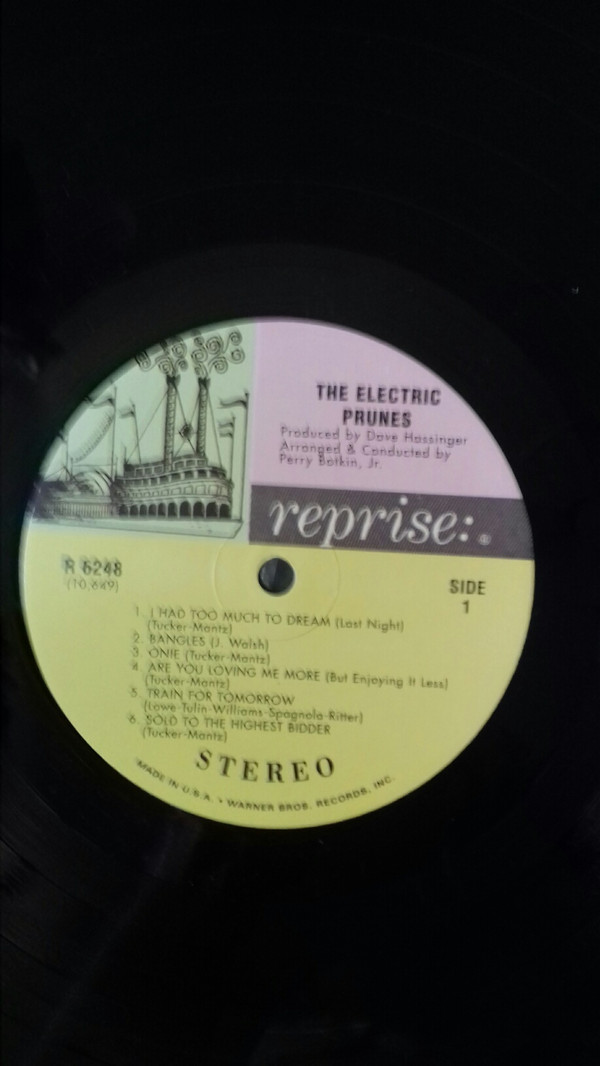 THE ELECTRIC
PRUNES
Produced by Dave Hassinger
Arranged & Conducted by
Perry Botkin, Jr.
reprise:®
R 6248
(10,649)
SIDE
1
1. I HAD TOO MUCH TO DREAM (Last Night)
(Tucker-Mantz)
2. BANGLES (J. Walsh)
3. ONIE (Tucker-Mantz)
4. ARE YOU LOVING ME MORE (But Enjoying It Less)
(Tucker-Mantz)
5. TRAIN FOR TOMORROW
(Lowe-Tulin-Williams-Spagnola-Ritter)
6. SOLD TO THE HIGHEST BIDDER
(Tucker-Mantz)
STEREO
MADE IN U.S.A. • WARNER BROS. RECORDS, INC.